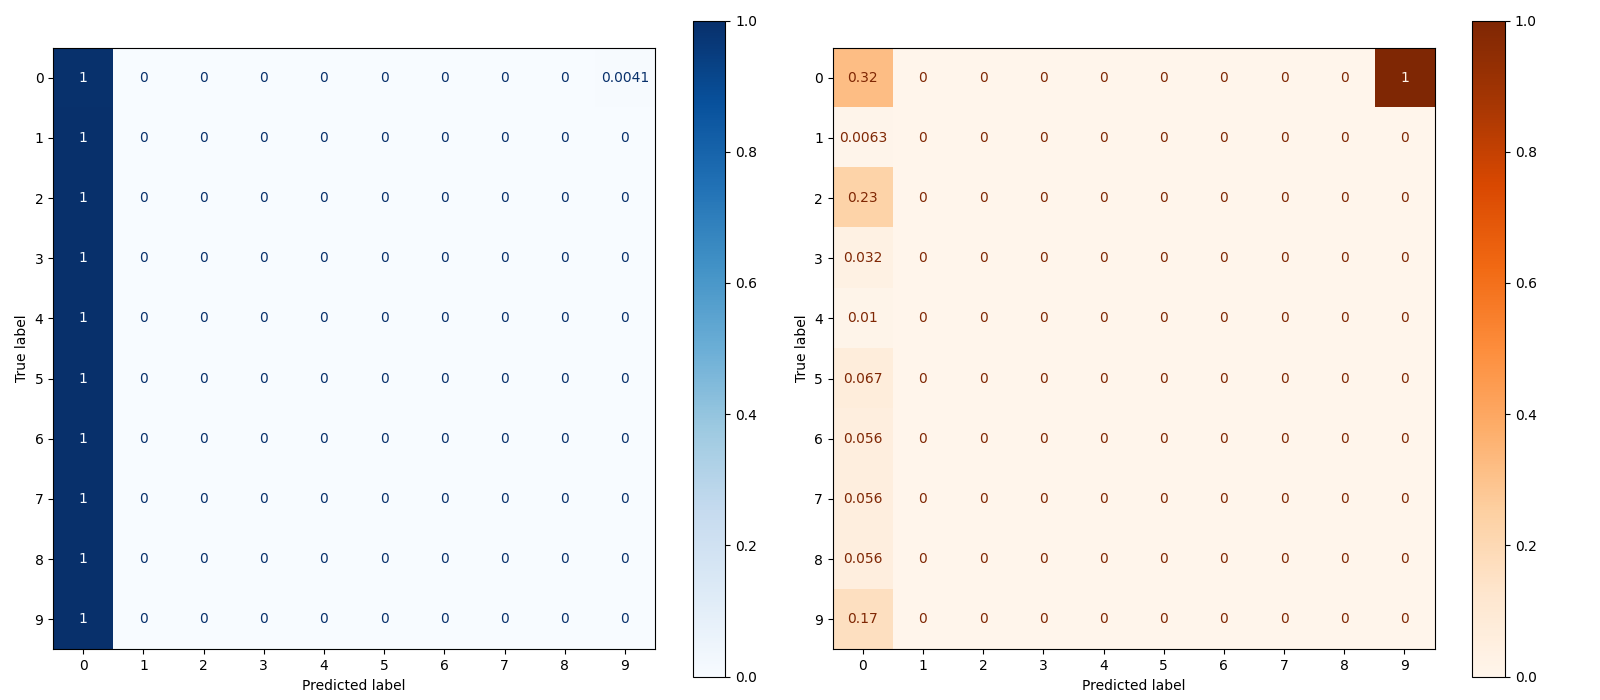 0 1 0 0 0 0 0 0 0 0 0.0041
1 1 0 0 0 0 0 0 0 0 0
2 1 0 0 0 0 0 0 0 0 0
3 1 0 0 0 0 0 0 0 0 0
4 1 0 0 0 0 0 0 0 0 0
5 1 0 0 0 0 0 0 0 0 0
6 1 0 0 0 0 0 0 0 0 0
7 1 0 0 0 0 0 0 0 0 0
8 1 0 0 0 0 0 0 0 0 0
9 1 0 0 0 0 0 0 0 0 0
0 1 2 3 4 5 6 7 8 9
True label
Predicted label
1.0
0.8
0.6
0.4
0.2
0.0
0 0.32 0 0 0 0 0 0 0 0 1
1 0.0063 0 0 0 0 0 0 0 0 0
2 0.23 0 0 0 0 0 0 0 0 0
3 0.032 0 0 0 0 0 0 0 0 0
4 0.01 0 0 0 0 0 0 0 0 0
5 0.067 0 0 0 0 0 0 0 0 0
6 0.056 0 0 0 0 0 0 0 0 0
7 0.056 0 0 0 0 0 0 0 0 0
8 0.056 0 0 0 0 0 0 0 0 0
9 0.17 0 0 0 0 0 0 0 0 0
0 1 2 3 4 5 6 7 8 9
True label
Predicted label
1.0
0.8
0.6
0.4
0.2
0.0